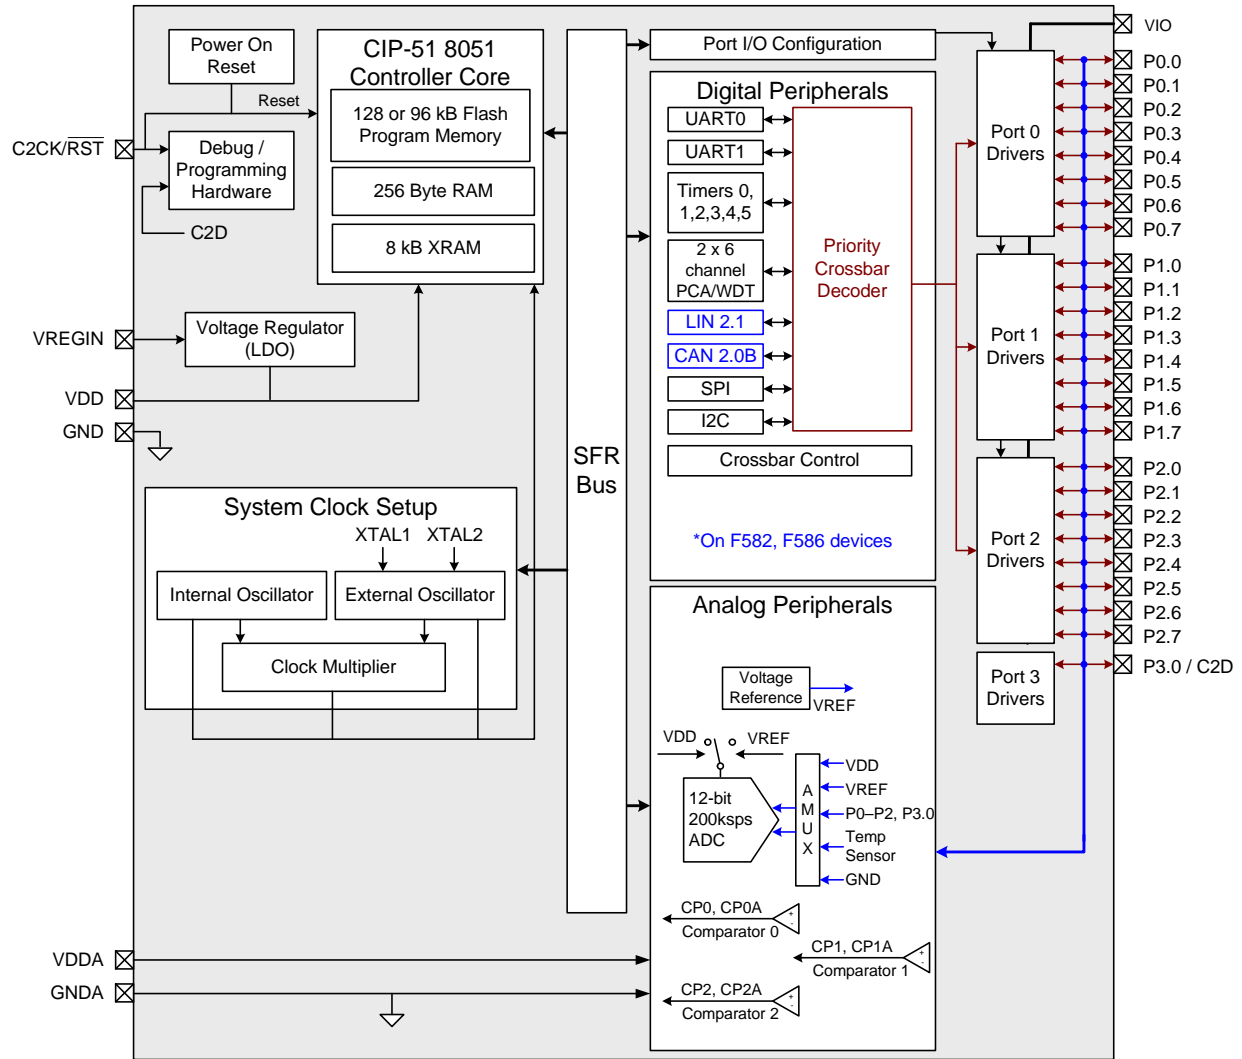 Power On
Reset
Reset
C2CK/RST
Debug /
Programming
Hardware
C2D
VREGIN
Voltage Regulator
(LDO)
VDD
GND
CIP-51 8051
Controller Core
128 or 96 kB Flash
Program Memory
256 Byte RAM
8 kB XRAM
System Clock Setup
XTAL1
XTAL2
Internal Oscillator
External Oscillator
Clock Multiplier
VDDA
GNDA
SFR
Bus
Port I/O Configuration
Digital Peripherals
UART0
UART1
Timers 0,
1,2,3,4,5
2 x 6
channel
PCA/WDT
LIN 2.1
CAN 2.0B
SPI
I2C
Priority
Crossbar
Decoder
Crossbar Control
*On F582, F586 devices
Analog Peripherals
Voltage
Reference
VREF
VDD
VREF
12-bit
200ksps
ADC
A
M
U
X
VDD
VREF
P0–P2, P3.0
Temp
Sensor
GND
CP0, CP0A
+
-
Comparator 0
CP1, CP1A
+
-
Comparator 1
CP2, CP2A
+
-
Comparator 2
Port 0
Drivers
Port 1
Drivers
Port 2
Drivers
Port 3
Drivers
VIO
P0.0
P0.1
P0.2
P0.3
P0.4
P0.5
P0.6
P0.7
P1.0
P1.1
P1.2
P1.3
P1.4
P1.5
P1.6
P1.7
P2.0
P2.1
P2.2
P2.3
P2.4
P2.5
P2.6
P2.7
P3.0 / C2D